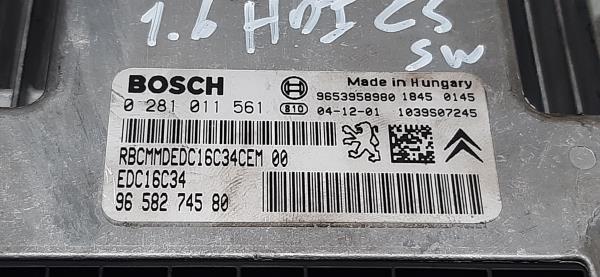 1.6 HDI C5
SW
BOSCH
Made in Hungary
0 281 011 561
B10
9653958980 1845 0145
04-12-01 1039S07245
RBCMMDEDC16C34CEM 00
EDC16C34
96 582 745 80